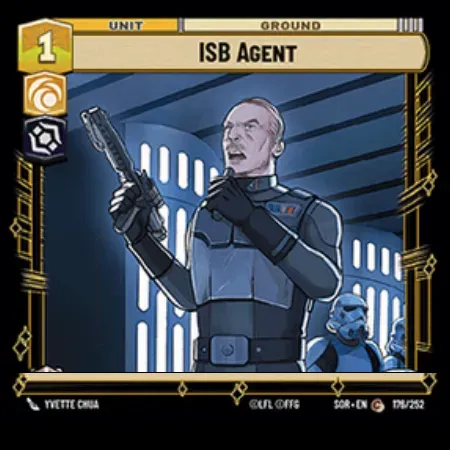 UNIT GROUND
1 ISB AGENT
YVETTE CHUA ©LFL ©FFG SOR • EN C 176/252